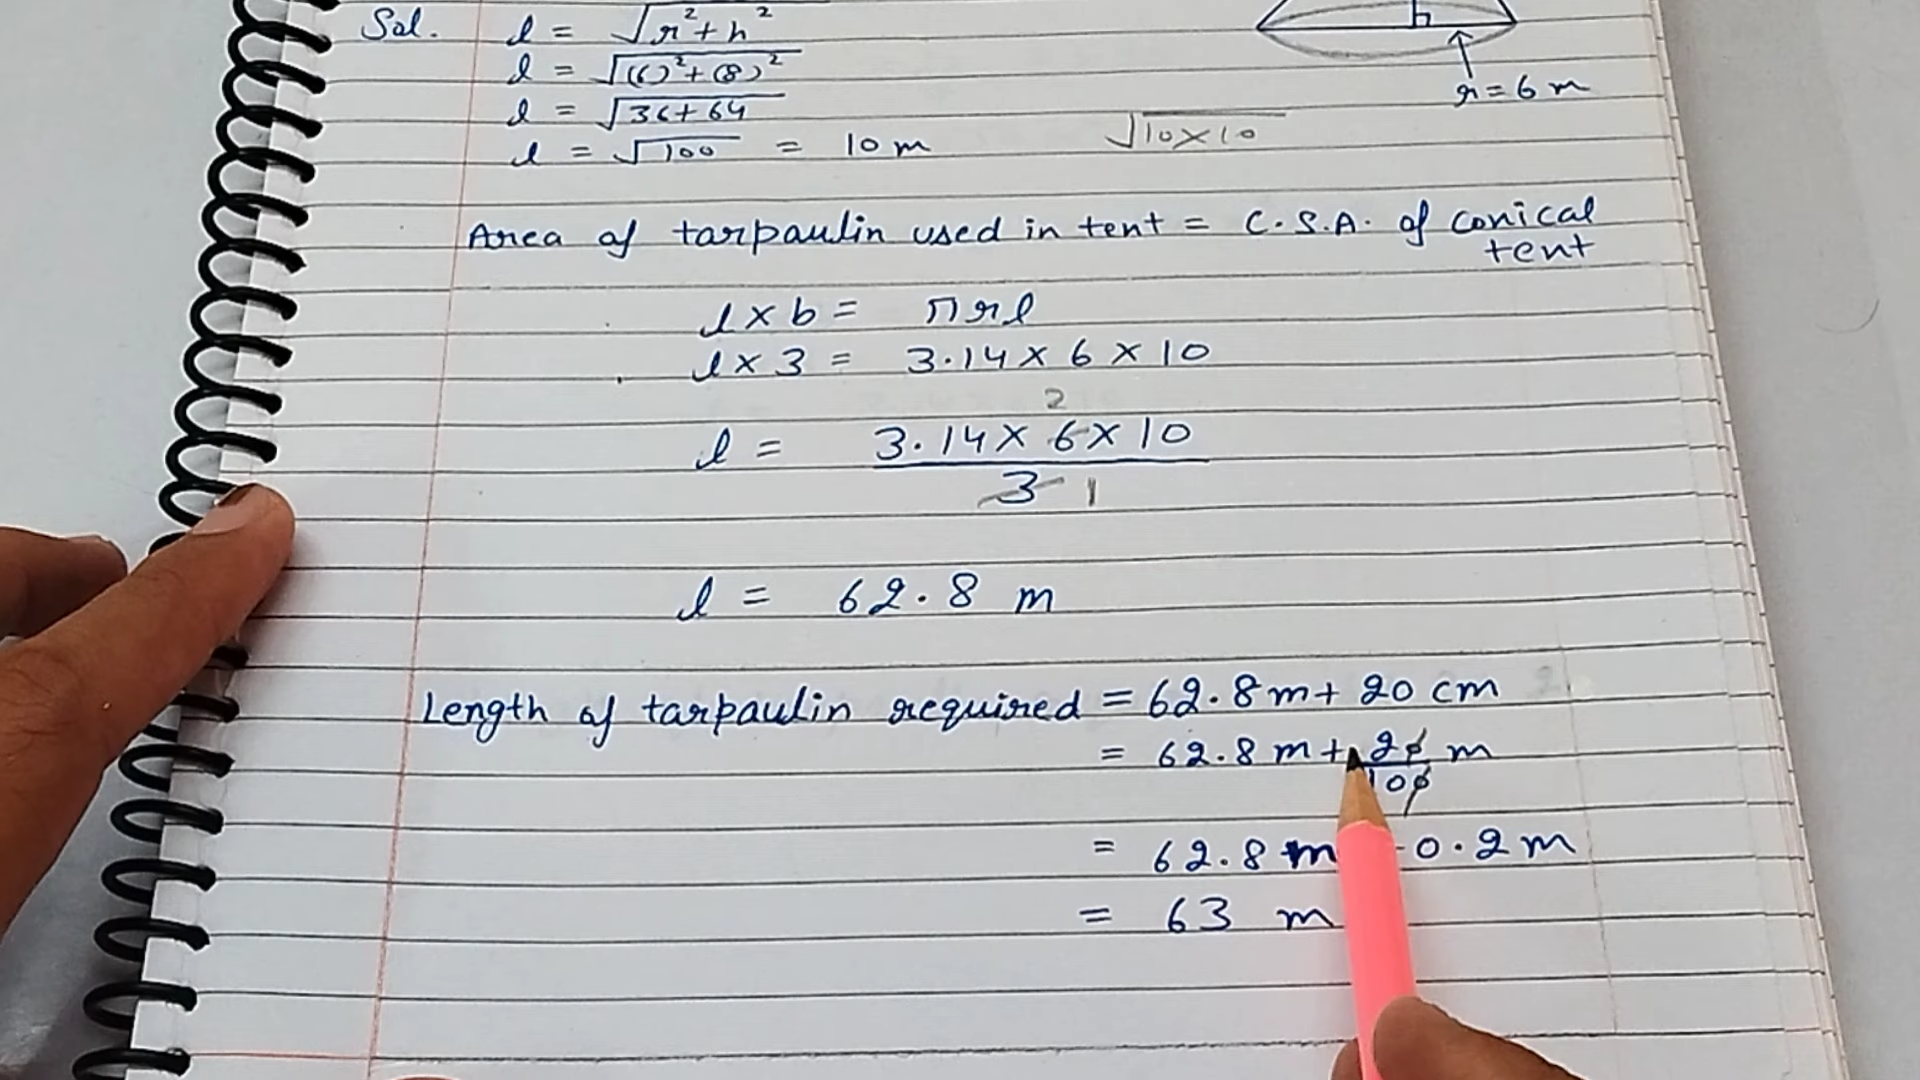 Sol. l = √r²+h²
l = √(6)²+(8)²
r = 6 m
l = √36+64
l = √100 = 10 m √10×10
Area of tarpaulin used in tent = C.S.A. of conical
tent
l × b = πrl
l × 3 = 3.14 × 6 × 10
2
l = 3.14 × 6 × 10
3 1
l = 62.8 m
Length of tarpaulin required = 62.8 m + 20 cm
= 62.8 m + 20/100 m
= 62.8 m 0.2 m
= 63 m